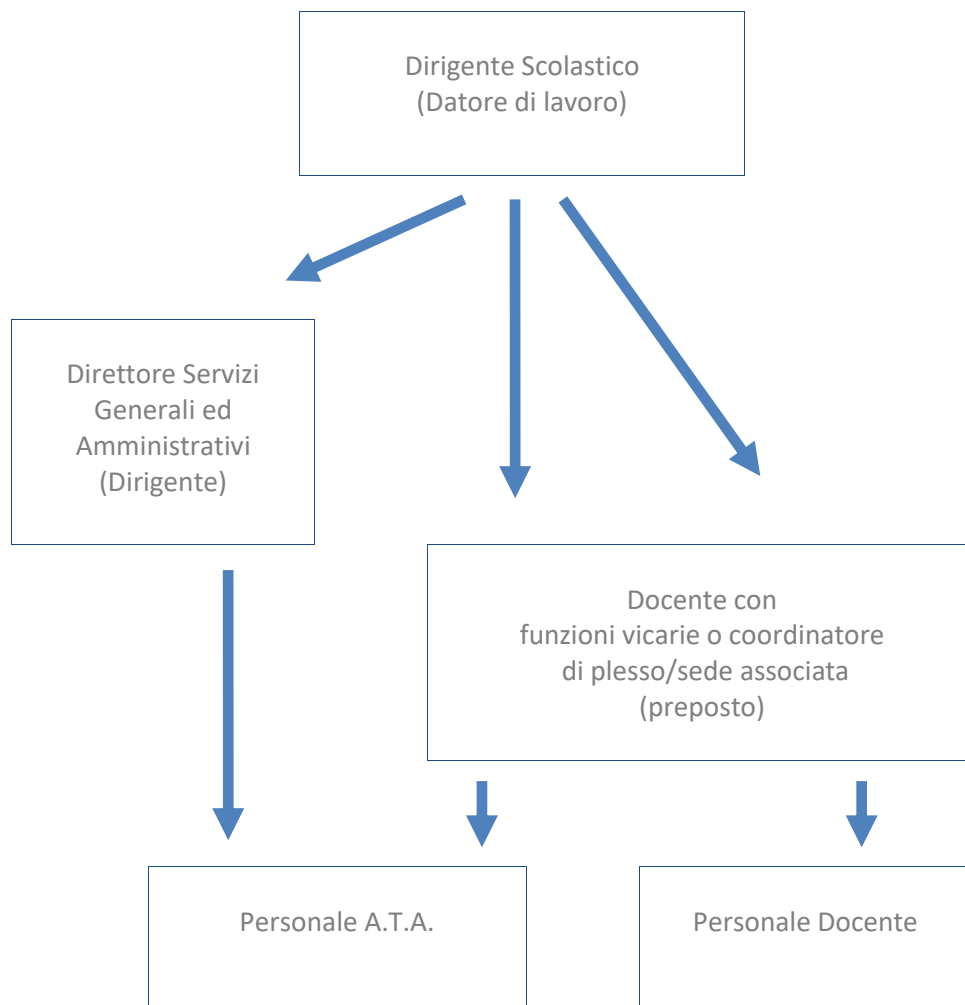 Dirigente Scolastico
(Datore di lavoro)
Direttore Servizi
Generali ed
Amministrativi
(Dirigente)
Docente con
funzioni vicarie o coordinatore
di plesso/sede associata
(preposto)
Personale A.T.A.
Personale Docente